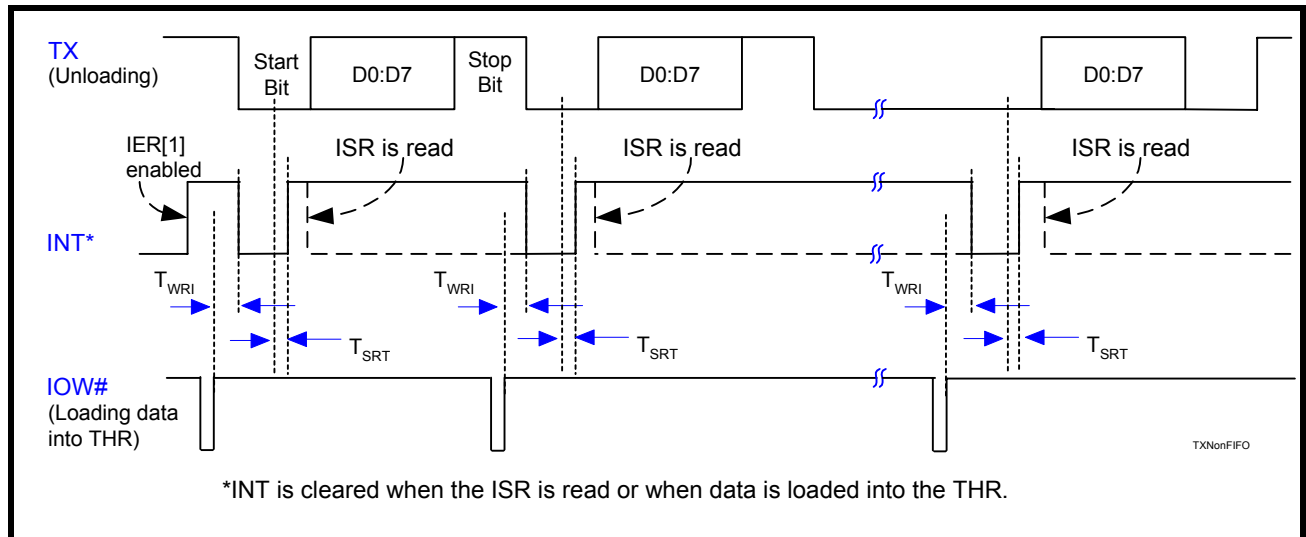 TX
(Unloading)
Start
Bit
D0:D7
Stop
Bit
D0:D7
D0:D7
IER[1]
enabled
ISR is read
ISR is read
ISR is read
INT*
TWRI
TWRI
TWRI
TSRT
TSRT
TSRT
IOW#
(Loading data
into THR)
TXNonFIFO
*INT is cleared when the ISR is read or when data is loaded into the THR.